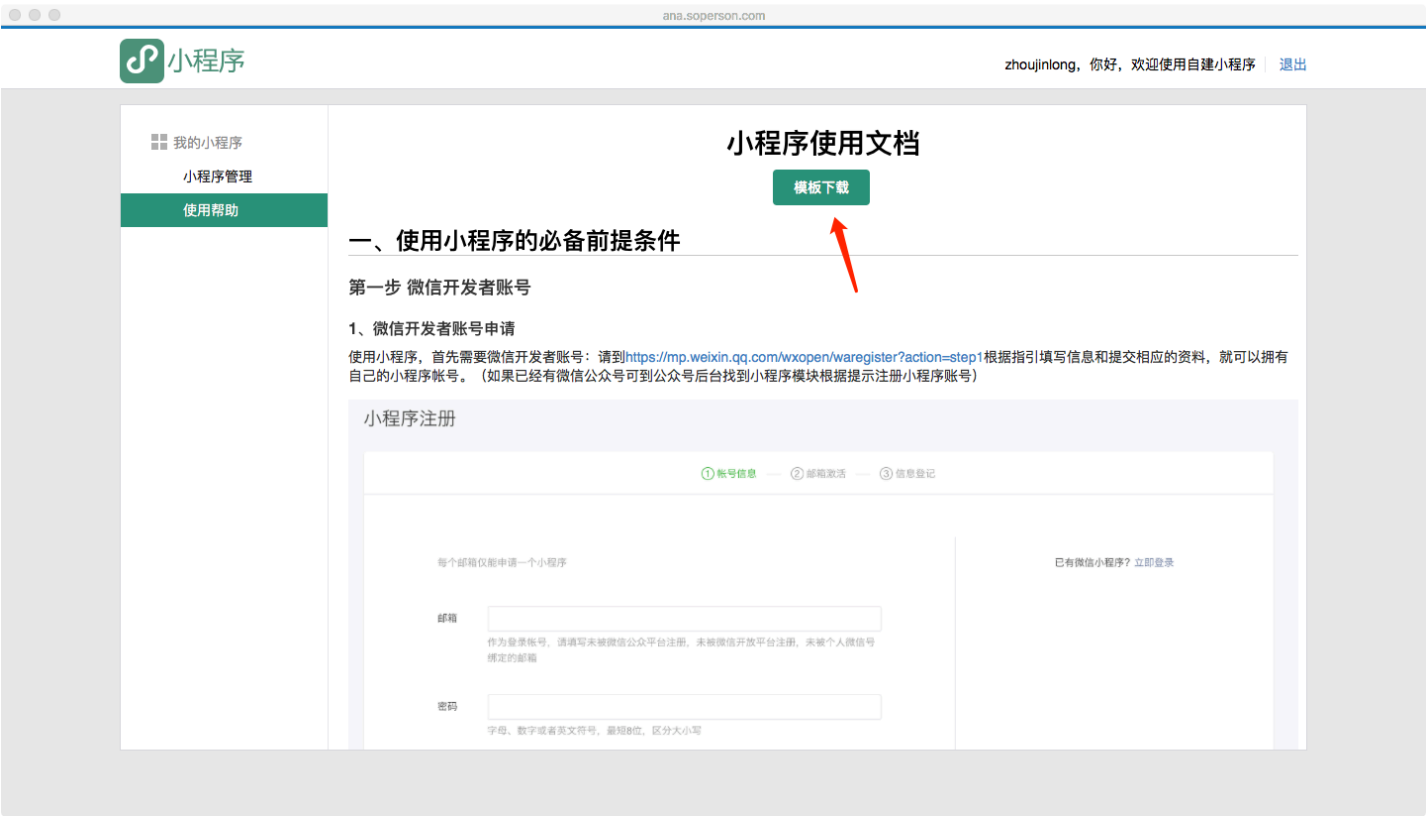 ana.soperson.com
小程序
zhoujinlong，你好，欢迎使用自建小程序
退出
我的小程序
小程序管理
使用帮助
小程序使用文档
模板下载
一、使用小程序的必备前提条件
第一步 微信开发者账号
1、微信开发者账号申请
使用小程序，首先需要微信开发者账号：请到https://mp.weixin.qq.com/wxopen/waregister?action=step1根据指引填写信息和提交相应的资料，就可以拥有
自己的小程序帐号。（如果已经有微信公众号可到公众号后台找到小程序模块根据提示注册小程序账号）
小程序注册
①帐号信息 — ②邮箱激活 — ③信息登记
每个邮箱仅能申请一个小程序
已有微信小程序？立即登录
邮箱
作为登录帐号，请填写未被微信公众平台注册，未被微信开放平台注册，未被个人微信号
绑定的邮箱
密码
字母、数字或者英文符号，最短8位，区分大小写